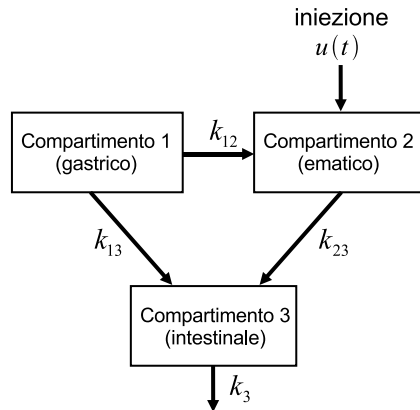 iniezione
u(t)
Compartimento 1
(gastrico)
k12
Compartimento 2
(ematico)
k13
k23
Compartimento 3
(intestinale)
k3